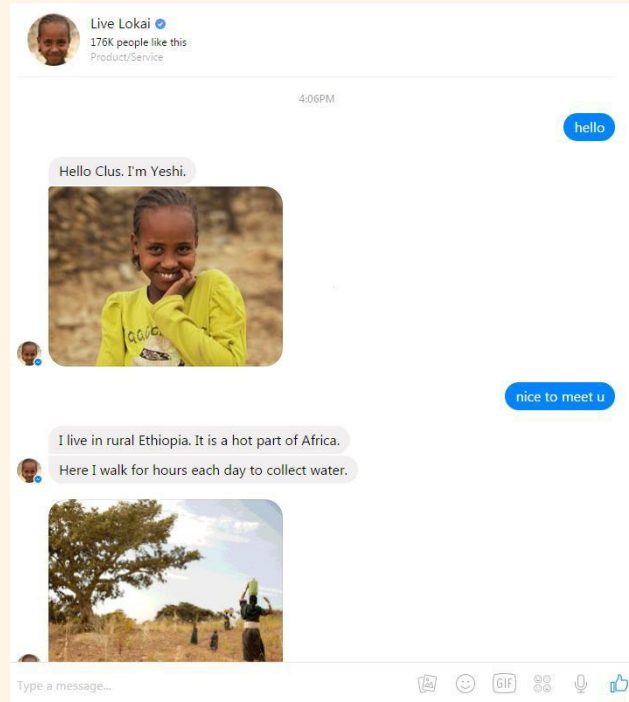 Live Lokai
176K people like this
Product/Service
4:06PM
hello
Hello Clus. I'm Yeshi.
nice to meet u
I live in rural Ethiopia. It is a hot part of Africa.
Here I walk for hours each day to collect water.
Type a message...
GIF